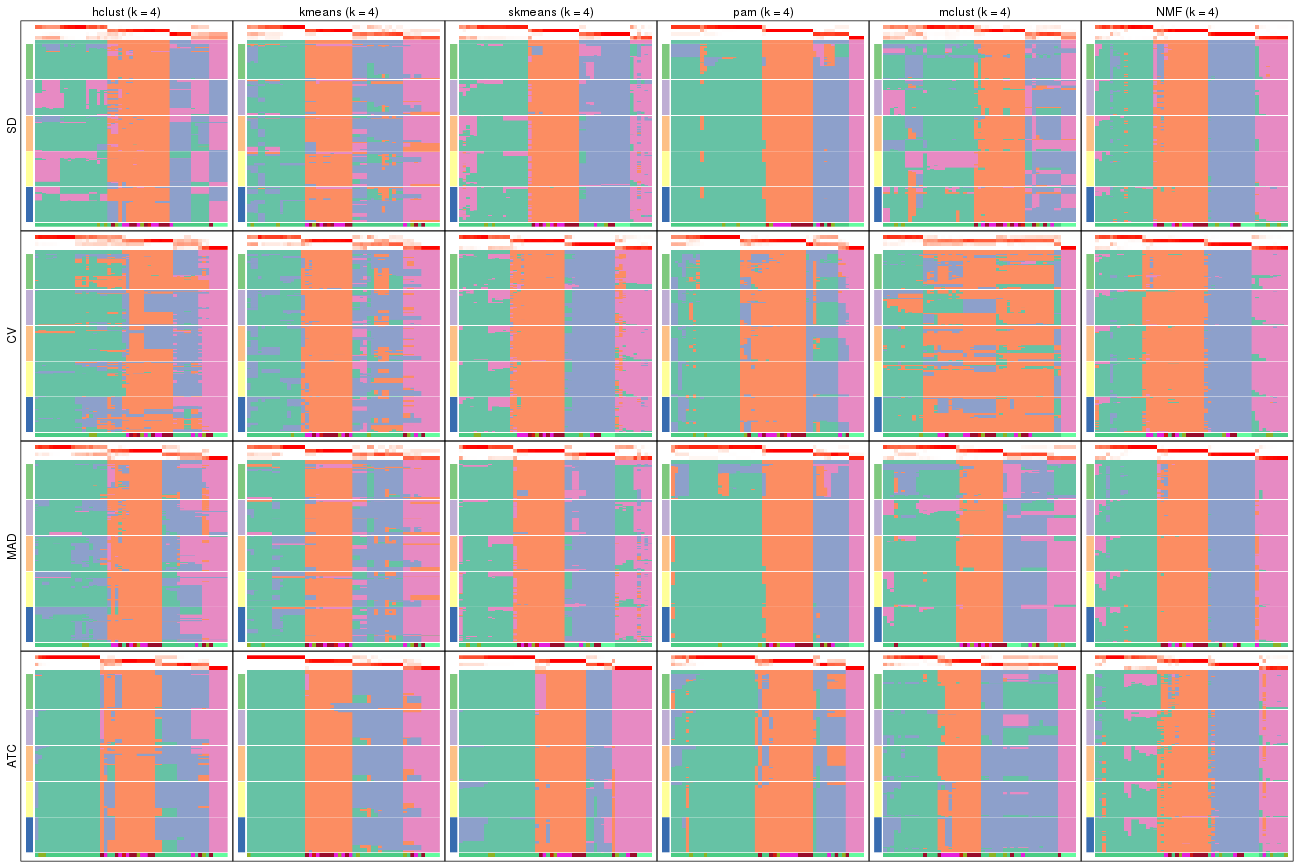 hclust (k = 4)
kmeans (k = 4)
skmeans (k = 4)
pam (k = 4)
mclust (k = 4)
NMF (k = 4)
SD
CV
MAD
ATC